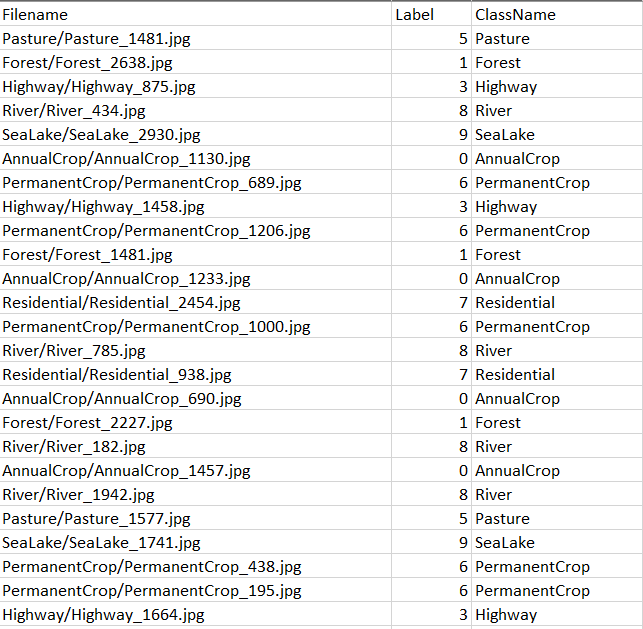 Filename Label ClassName
Pasture/Pasture_1481.jpg 5 Pasture
Forest/Forest_2638.jpg 1 Forest
Highway/Highway_875.jpg 3 Highway
River/River_434.jpg 8 River
SeaLake/SeaLake_2930.jpg 9 SeaLake
AnnualCrop/AnnualCrop_1130.jpg 0 AnnualCrop
PermanentCrop/PermanentCrop_689.jpg 6 PermanentCrop
Highway/Highway_1458.jpg 3 Highway
PermanentCrop/PermanentCrop_1206.jpg 6 PermanentCrop
Forest/Forest_1481.jpg 1 Forest
AnnualCrop/AnnualCrop_1233.jpg 0 AnnualCrop
Residential/Residential_2454.jpg 7 Residential
PermanentCrop/PermanentCrop_1000.jpg 6 PermanentCrop
River/River_785.jpg 8 River
Residential/Residential_938.jpg 7 Residential
AnnualCrop/AnnualCrop_690.jpg 0 AnnualCrop
Forest/Forest_2227.jpg 1 Forest
River/River_182.jpg 8 River
AnnualCrop/AnnualCrop_1457.jpg 0 AnnualCrop
River/River_1942.jpg 8 River
Pasture/Pasture_1577.jpg 5 Pasture
SeaLake/SeaLake_1741.jpg 9 SeaLake
PermanentCrop/PermanentCrop_438.jpg 6 PermanentCrop
PermanentCrop/PermanentCrop_195.jpg 6 PermanentCrop
Highway/Highway_1664.jpg 3 Highway